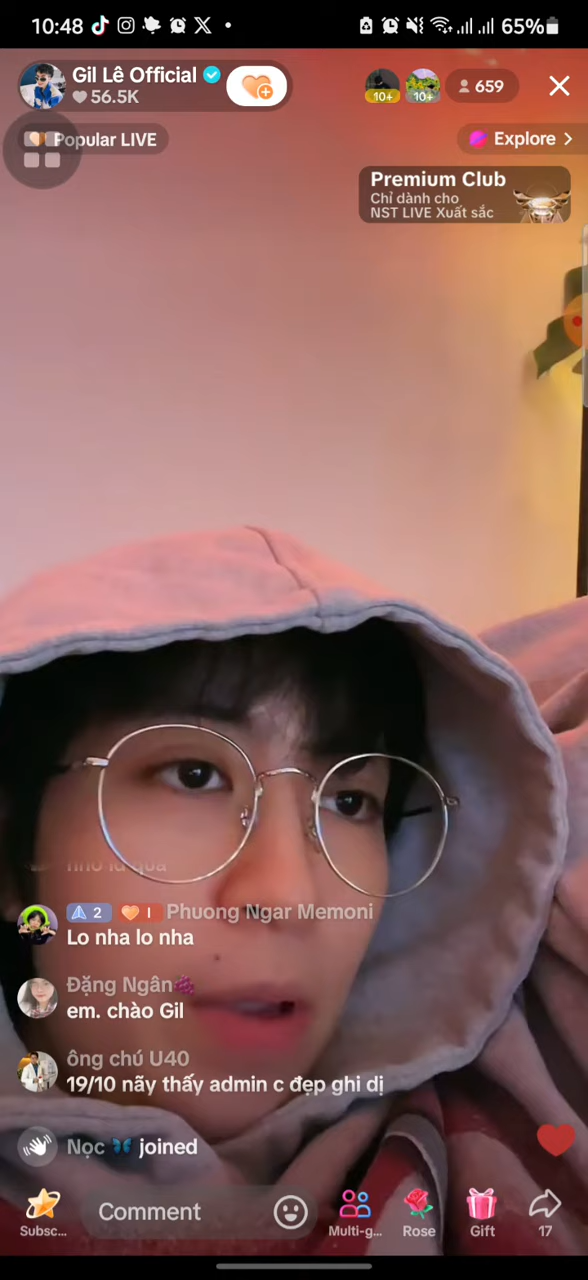 10:48
65%
Gil Lê Official
56.5K
10+
10+
659
Popular LIVE
Explore >
Premium Club
Chỉ dành cho
NST LIVE Xuất sắc
2 I Phuong Ngar Memoni
Lo nha lo nha
Đặng Ngân🍇
em. chào Gil
ông chú U40
19/10 nãy thấy admin c đẹp ghi dị
Nọc 🦋 joined
Comment
Subsc...
Multi-g...
Rose
Gift
17